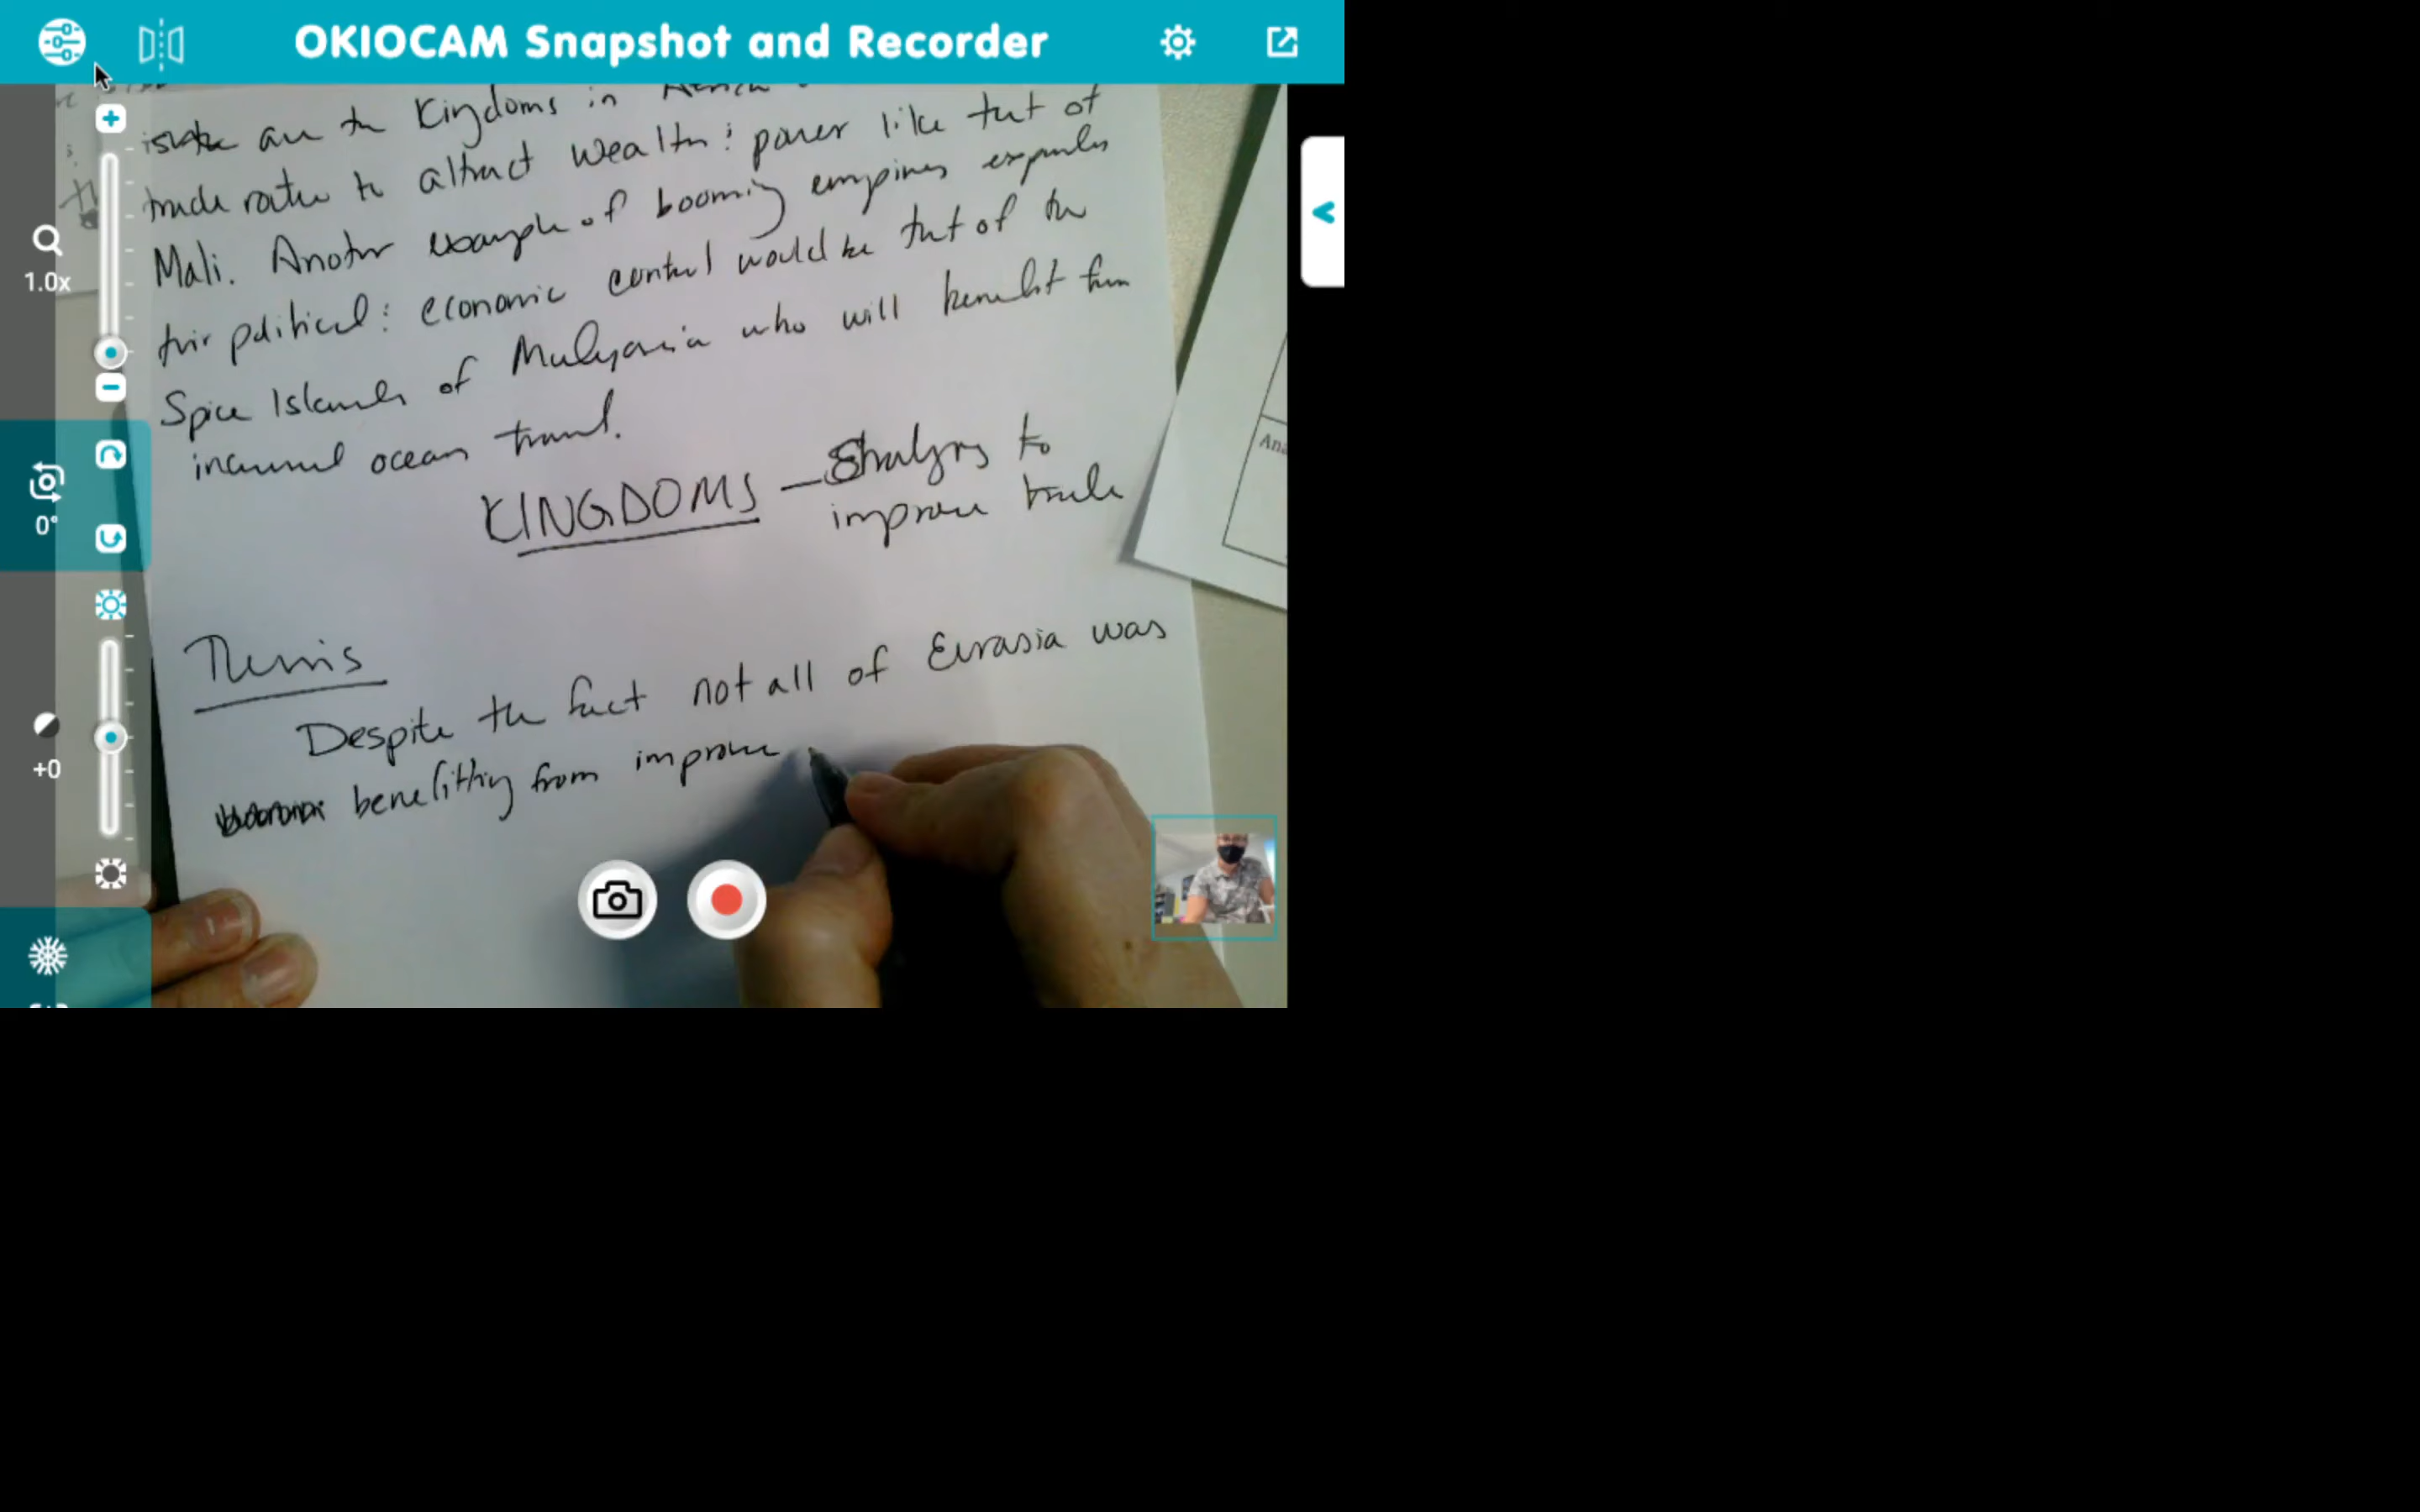 OKIOCAM Snapshot and Recorder
are the Kingdoms in Africa
trade routes to attract wealth & power like that of
Mali. Another example of booming empires
their political & economic control would be that of the
Spice Islands of who will benefit from
increased ocean travel.
KINGDOMS - Strategies to
improve trade
Thesis
Despite the fact not all of Eurasia was
benefitting from improve
1.0x
0°
+0
Ana